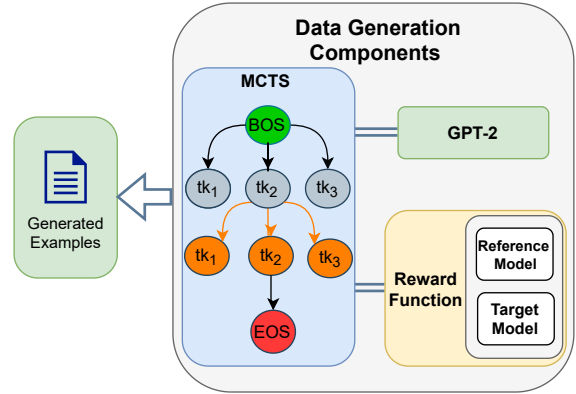 Data Generation
Components
MCTS
BOS
GPT-2
tk₁
tk₂
tk₃
Generated
Examples
tk₁
tk₂
tk₃
EOS
Reward
Function
Reference
Model
Target
Model